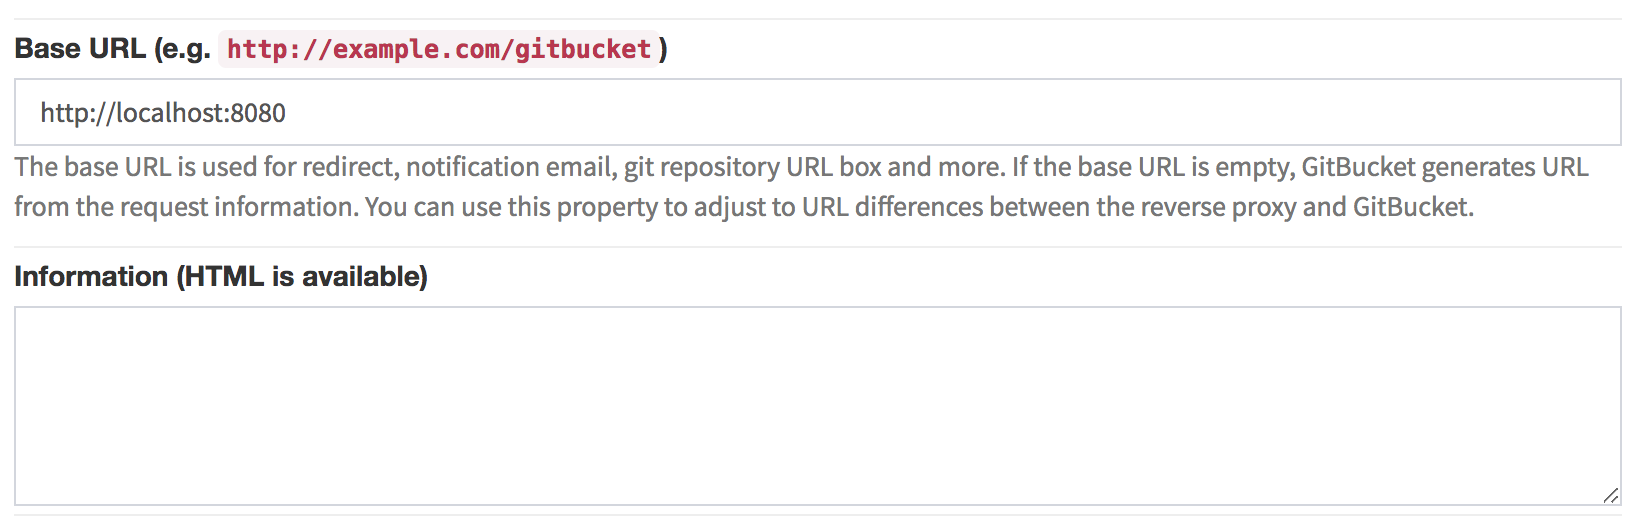 Base URL (e.g. http://example.com/gitbucket)
http://localhost:8080
The base URL is used for redirect, notification email, git repository URL box and more. If the base URL is empty, GitBucket generates URL
from the request information. You can use this property to adjust to URL differences between the reverse proxy and GitBucket.
Information (HTML is available)